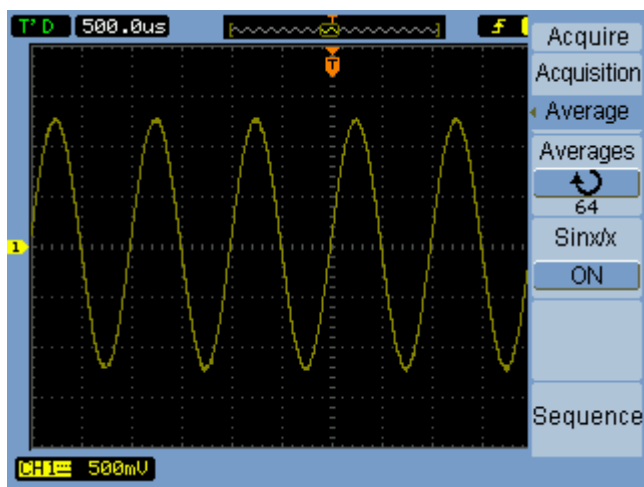 T' D 500.0us
T
T
1
CH1 500mV
Acquire
Acquisition
Average
Averages
64
Sinx/x
ON
Sequence